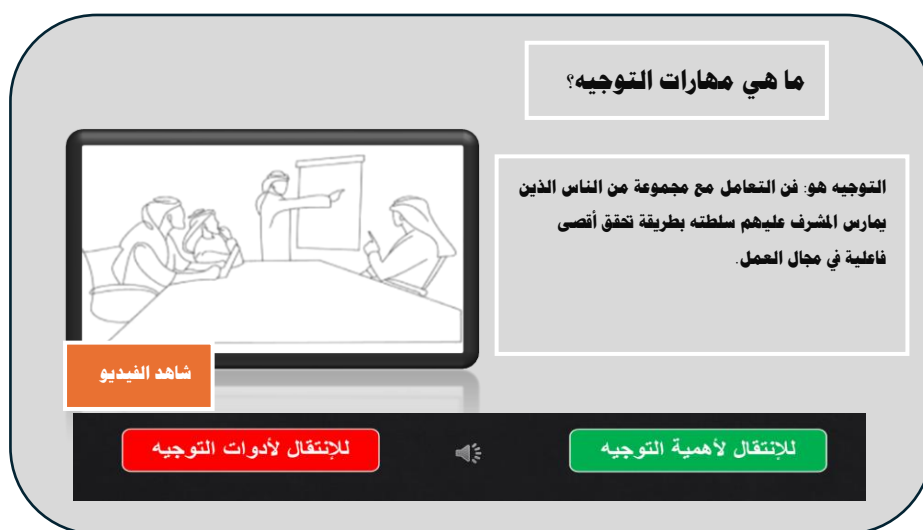 ما هي مهارات التوجيه؟
التوجيه هو: فن التعامل مع مجموعة من الناس الذين
يمارس المشرف عليهم سلطته بطريقة تحقق أقصى
فاعلية في مجال العمل.
شاهد الفيديو
للإنتقال لأهمية التوجيه
للإنتقال لأدوات التوجيه